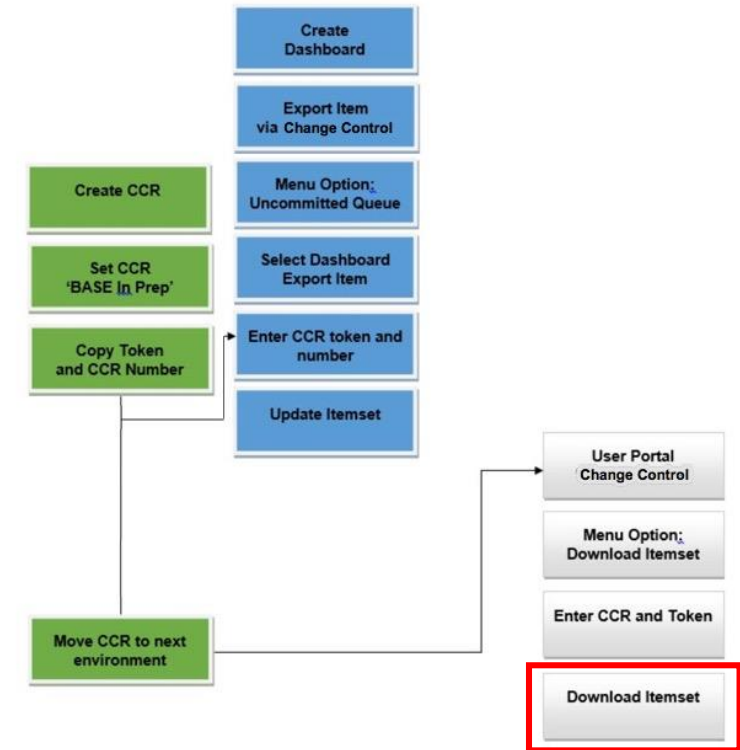 Create
Dashboard
Export Item
via Change Control
Menu Option:
Uncommitted Queue
Select Dashboard
Export Item
Enter CCR token and
number
Update Itemset
Create CCR
Set CCR
‘BASE In Prep’
Copy Token
and CCR Number
Move CCR to next
environment
User Portal
Change Control
Menu Option:
Download Itemset
Enter CCR and Token
Download Itemset